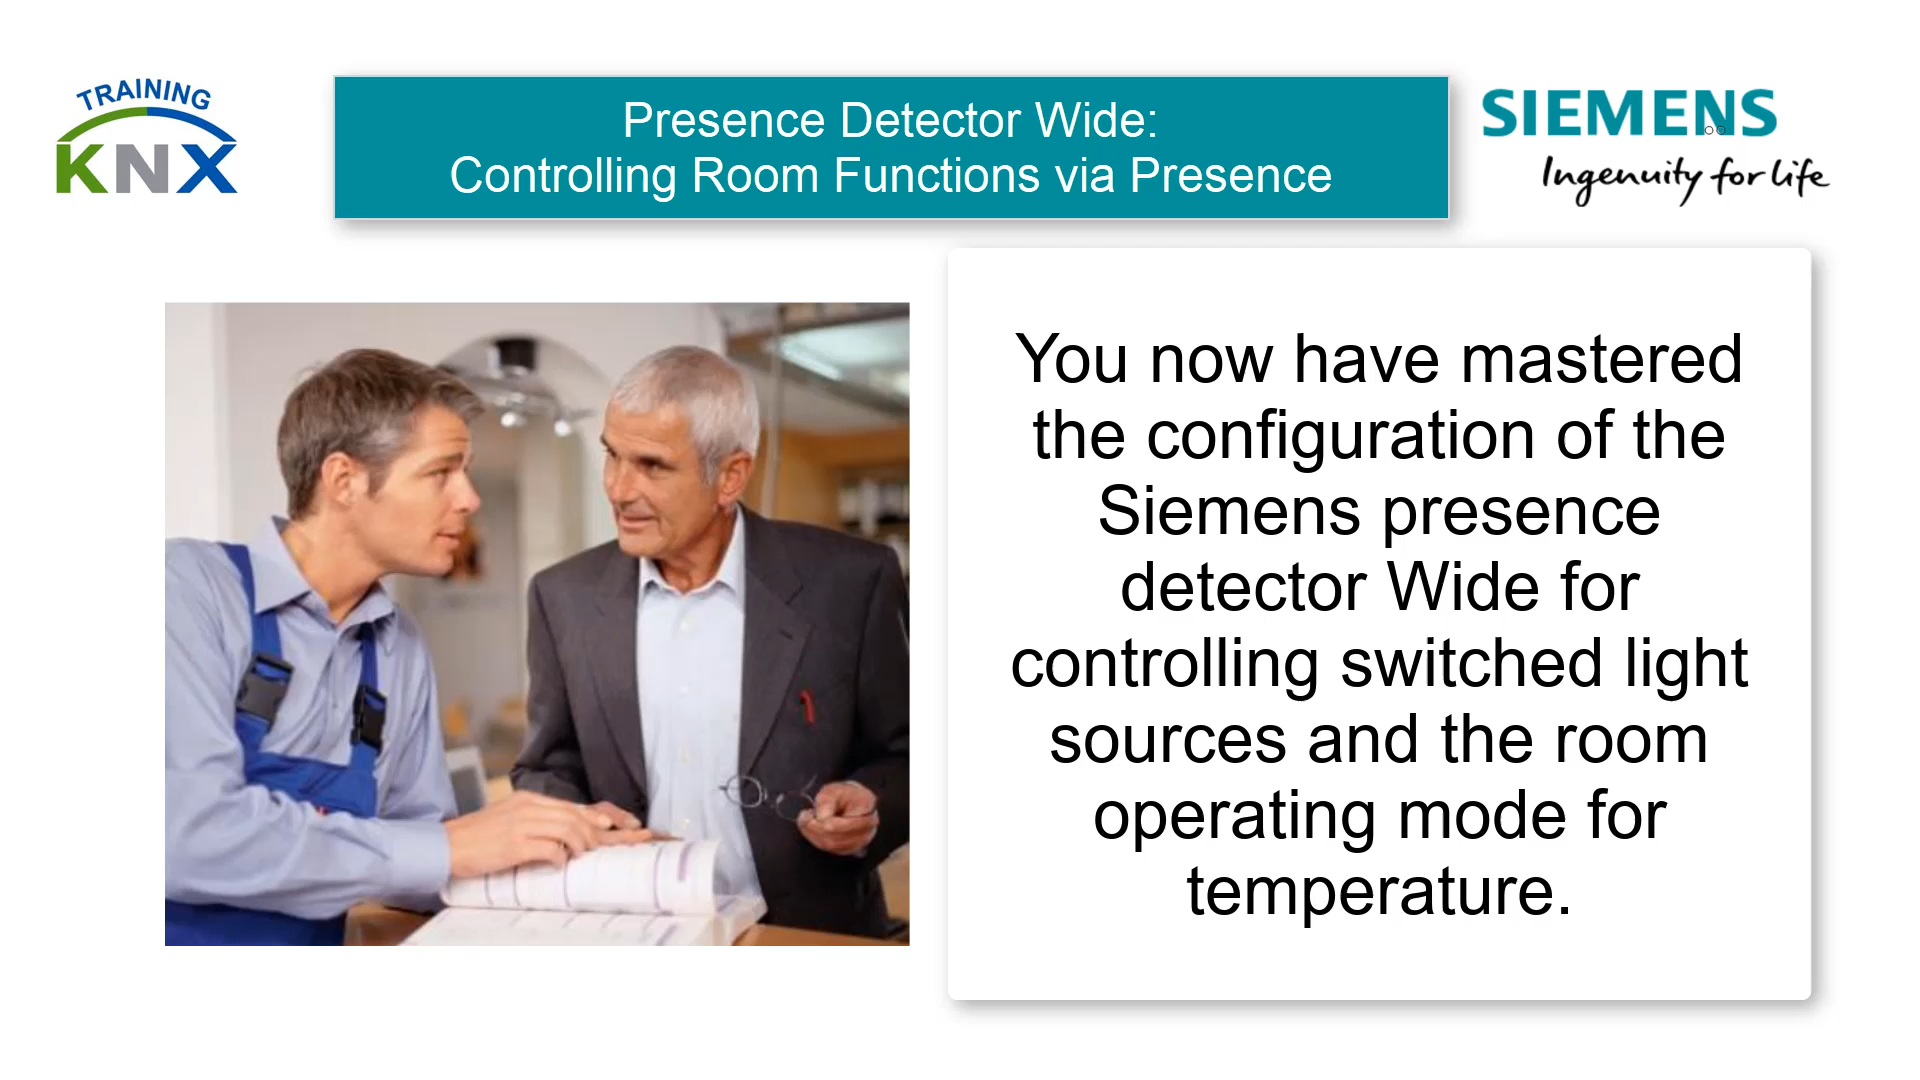 TRAINING
KNX
Presence Detector Wide:
Controlling Room Functions via Presence
SIEMENS
Ingenuity for life
You now have mastered
the configuration of the
Siemens presence
detector Wide for
controlling switched light
sources and the room
operating mode for
temperature.